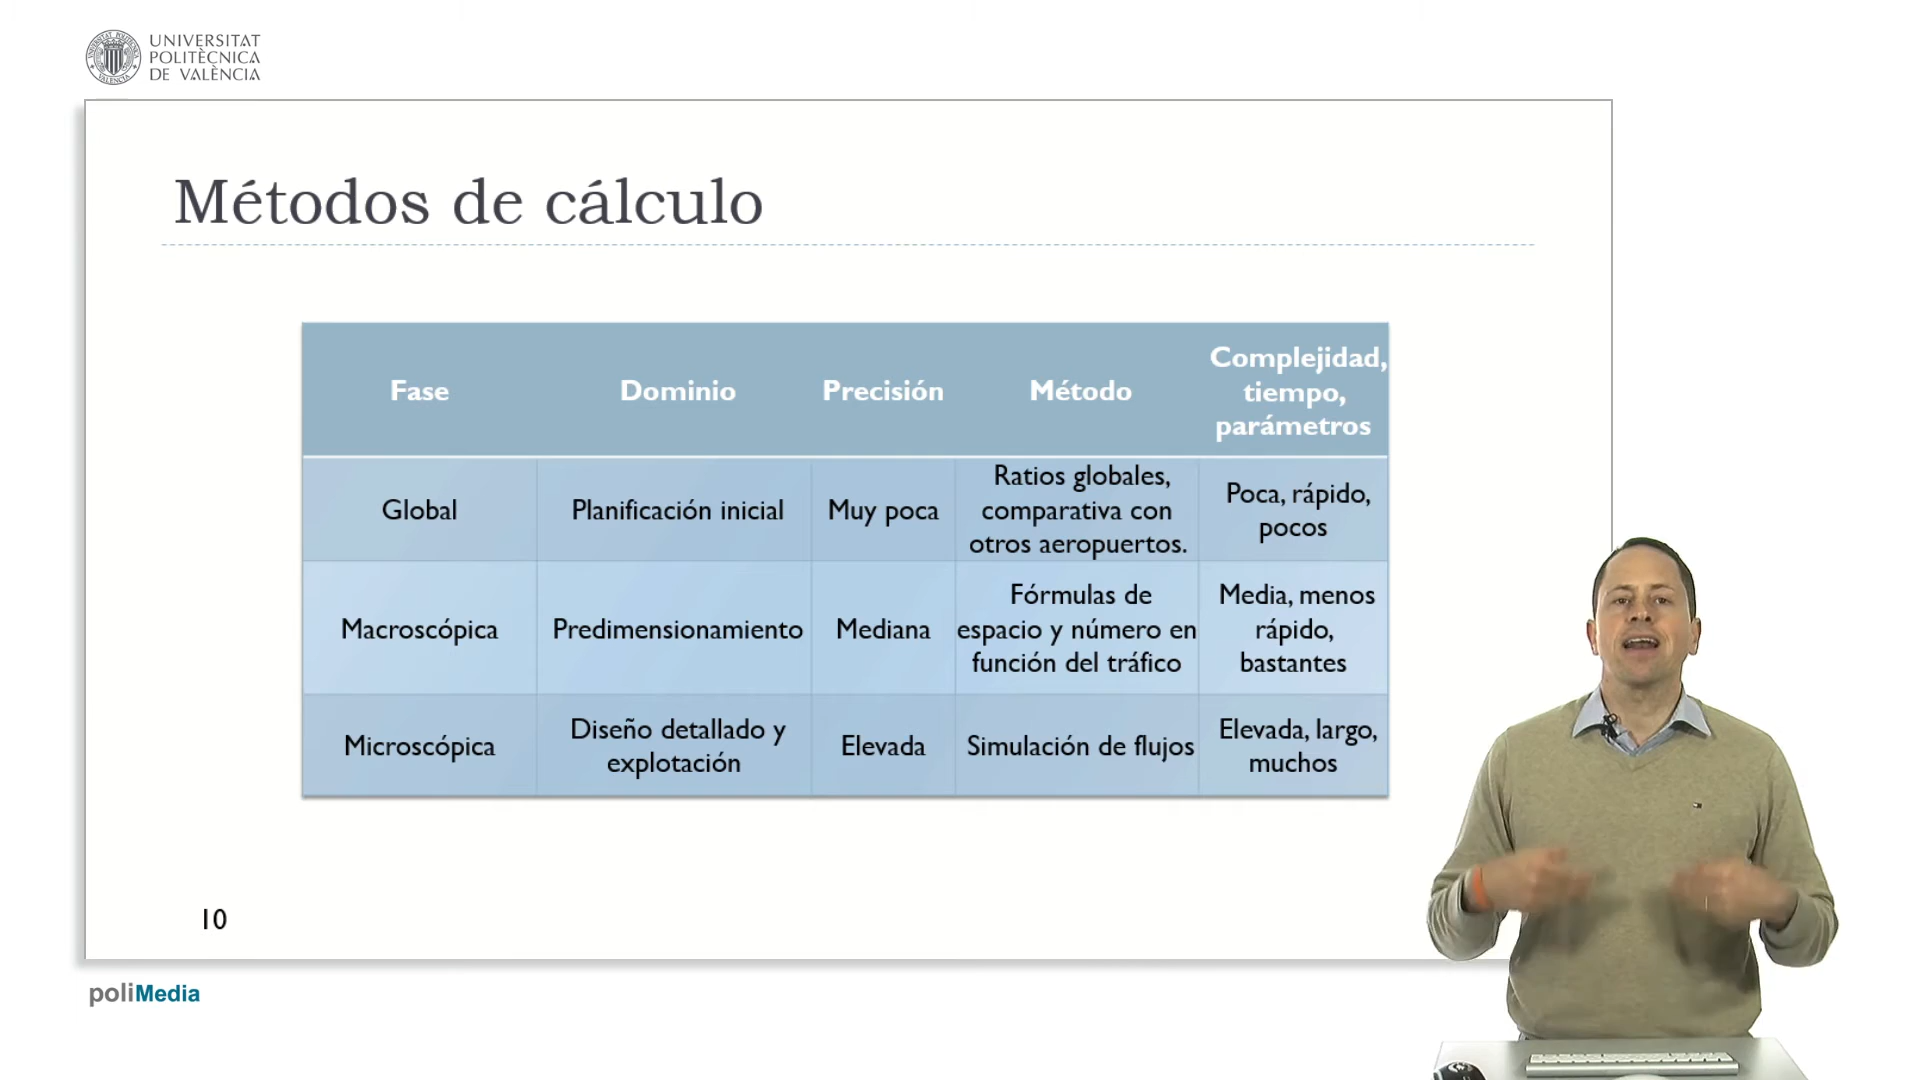 UNIVERSITAT
POLITÈCNICA
DE VALÈNCIA
Métodos de cálculo
Fase
Dominio
Precisión
Método
Complejidad,
tiempo,
parámetros
Global
Planificación inicial
Muy poca
Ratios globales,
comparativa con
otros aeropuertos.
Poca, rápido,
pocos
Macroscópica
Predimensionamiento
Mediana
Fórmulas de
espacio y número en
función del tráfico
Media, menos
rápido,
bastantes
Microscópica
Diseño detallado y
explotación
Elevada
Simulación de flujos
Elevada, largo,
muchos
10
poliMedia